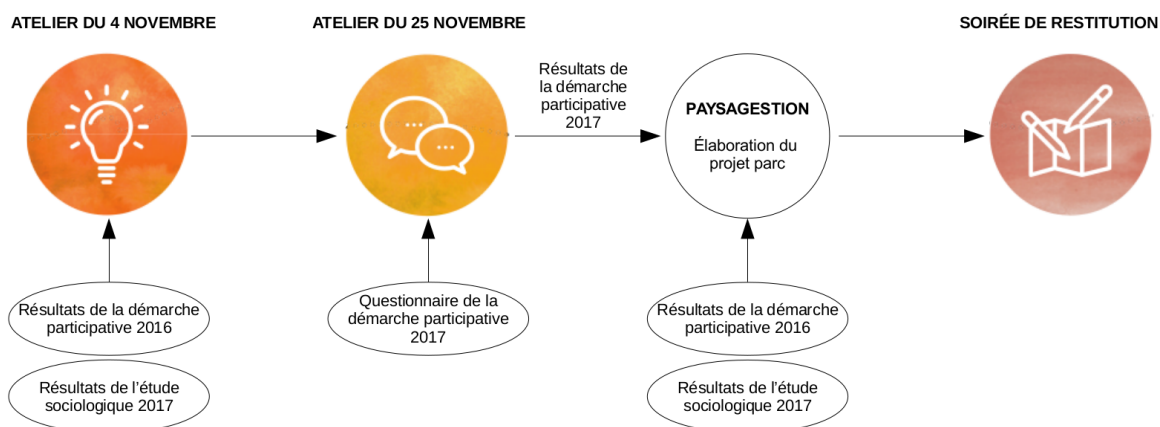 ATELIER DU 4 NOVEMBRE
ATELIER DU 25 NOVEMBRE
SOIRÉE DE RESTITUTION
Résultats de
la démarche
participative
2017
PAYSAGESTION
Élaboration du
projet parc
Résultats de la démarche
participative 2016
Questionnaire de la
démarche participative
2017
Résultats de la démarche
participative 2016
Résultats de l’étude
sociologique 2017
Résultats de l’étude
sociologique 2017